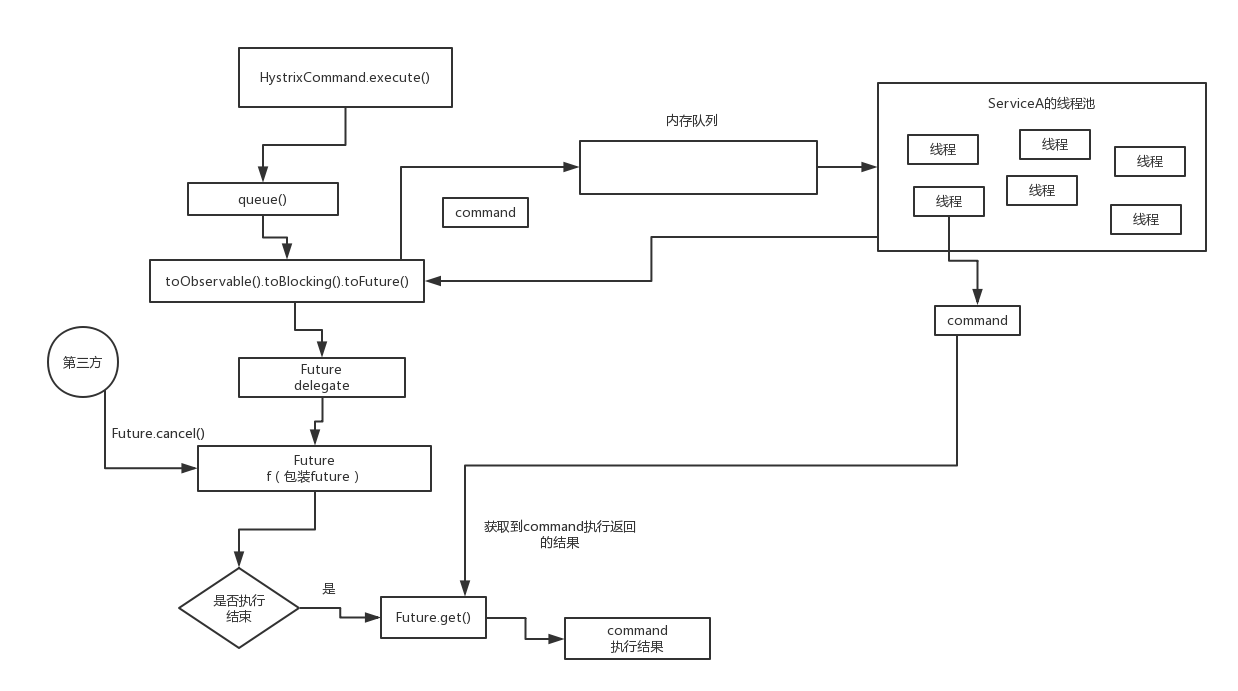 HystrixCommand.execute()
ServiceA的线程池
内存队列
线程
线程
线程
queue()
command
线程
线程
线程
toObservable().toBlocking().toFuture()
command
第三方
Future
delegate
Future.cancel()
Future
f（包装future）
获取到command执行返回
的结果
是否执行
结束
是
Future.get()
command
执行结果